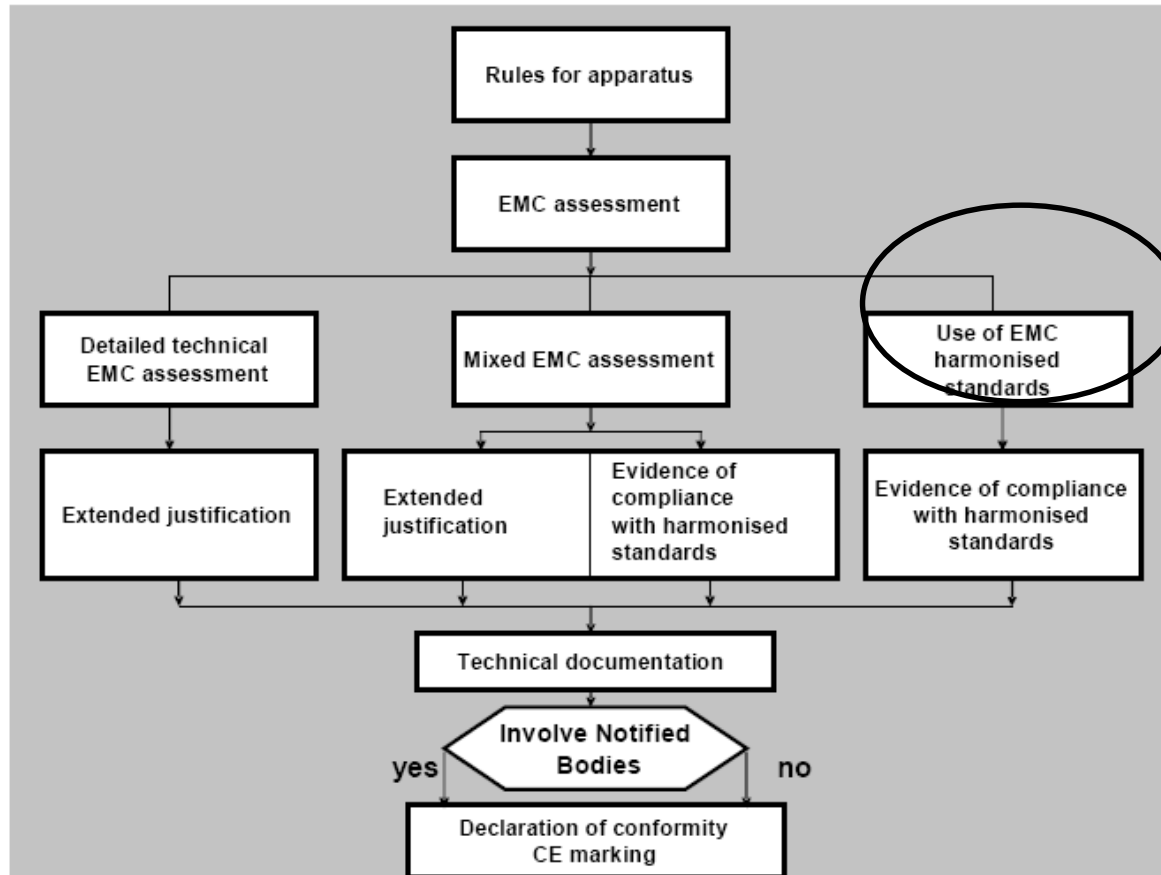 Rules for apparatus
EMC assessment
Detailed technical
EMC assessment
Mixed EMC assessment
Use of EMC
harmonised
standards
Extended justification
Extended
justification
Evidence of
compliance
with harmonised
standards
Evidence of compliance
with harmonised
standards
Technical documentation
Involve Notified
Bodies
yes
no
Declaration of conformity
CE marking